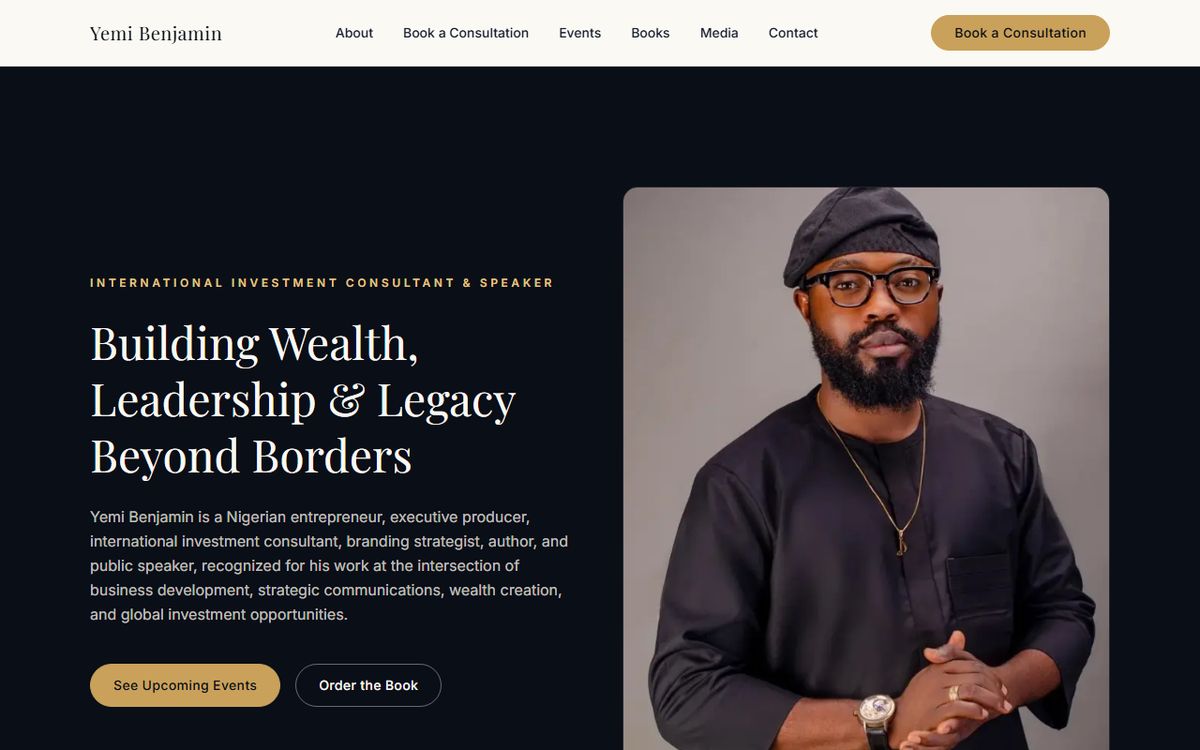 Yemi Benjamin
About
Book a Consultation
Events
Books
Media
Contact
Book a Consultation
INTERNATIONAL INVESTMENT CONSULTANT & SPEAKER
Building Wealth,
Leadership & Legacy
Beyond Borders
Yemi Benjamin is a Nigerian entrepreneur, executive producer,
international investment consultant, branding strategist, author, and
public speaker, recognized for his work at the intersection of
business development, strategic communications, wealth creation,
and global investment opportunities.
See Upcoming Events
Order the Book